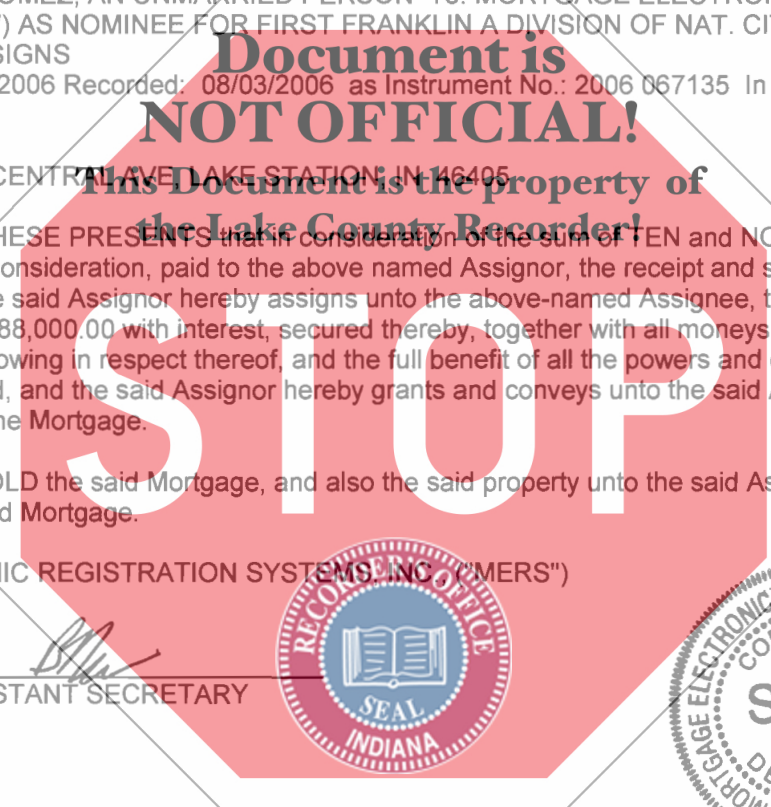 OMEZ, AN UNMARRIED PERSON MORTGAGE ELECTRO
AS NOMINEE FOR FIRST FRANKLIN A DIVISION OF NAT. CI
SIGNS
Document is
2006 Recorded: 08/03/2006 as Instrument No.: 2006 067135 In
NOT OFFICIAL!
CENTRAL AVE, LAKE STATION, IN 46405
This Document is the property of
the Lake County Recorder!
HESE PRESENTS that in consideration of the sum of TEN and NO
onsideration, paid to the above named Assignor, the receipt and s
e said Assignor hereby assigns unto the above-named Assignee, t
88,000.00 with interest, secured thereby, together with all moneys
owing in respect thereof, and the full benefit of all the powers and
, and the said Assignor hereby grants and conveys unto the said
he Mortgage.
STOP
OLD the said Mortgage, and also the said property unto the said As
d Mortgage.
IC REGISTRATION SYSTEMS, INC., ("MERS")
RECORDER'S OFFICE
SEAL
INDIANA
STANT SECRETARY
MORTGAGE ELECTRONIC
CO
S